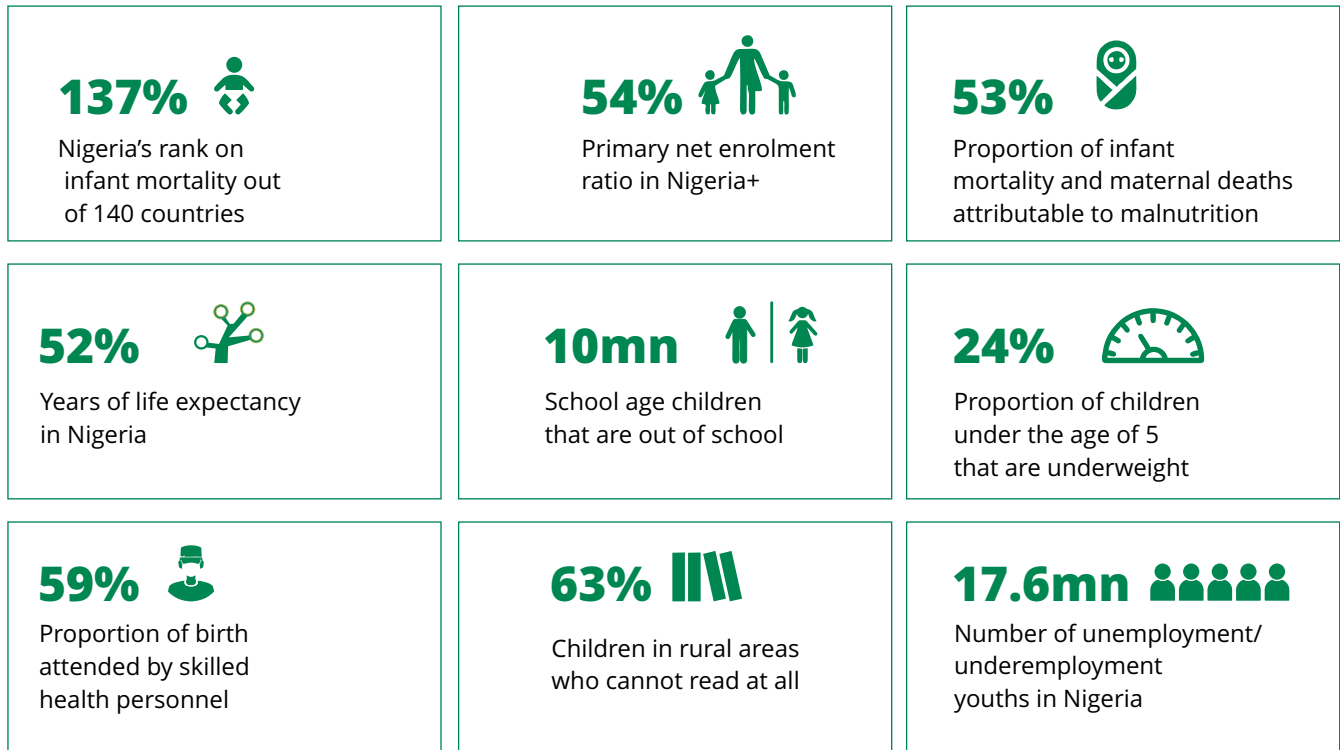 137%
Nigeria’s rank on
infant mortality out
of 140 countries
54%
Primary net enrolment
ratio in Nigeria+
53%
Proportion of infant
mortality and maternal deaths
attributable to malnutrition
52%
Years of life expectancy
in Nigeria
10mn
School age children
that are out of school
24%
Proportion of children
under the age of 5
that are underweight
59%
Proportion of birth
attended by skilled
health personnel
63%
Children in rural areas
who cannot read at all
17.6mn
Number of unemployment/
underemployment
youths in Nigeria